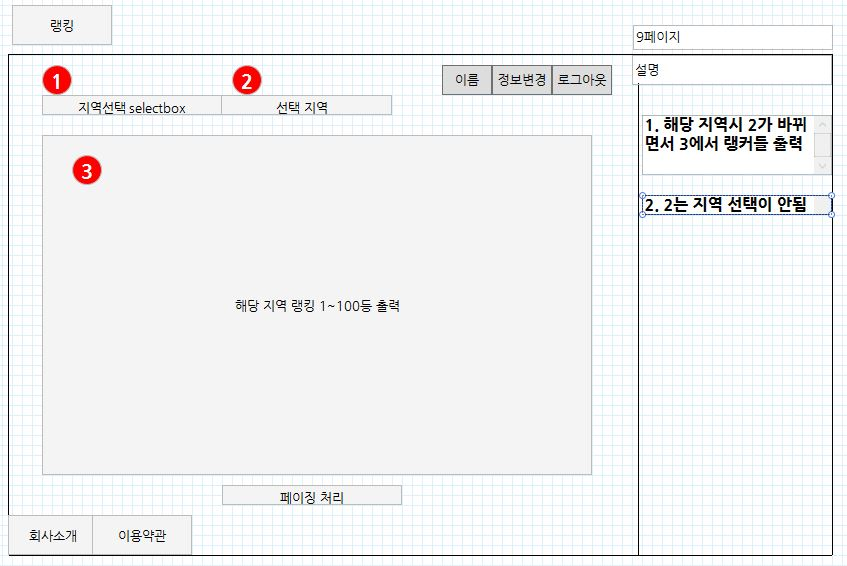 랭킹
9페이지
1
2
이름
정보변경
로그아웃
설명
지역선택 selectbox
선택 지역
1. 해당 지역시 2가 바뀌
면서 3에서 랭커들 출력
3
2. 2는 지역 선택이 안됨
해당 지역 랭킹 1~100등 출력
페이징 처리
회사소개
이용약관